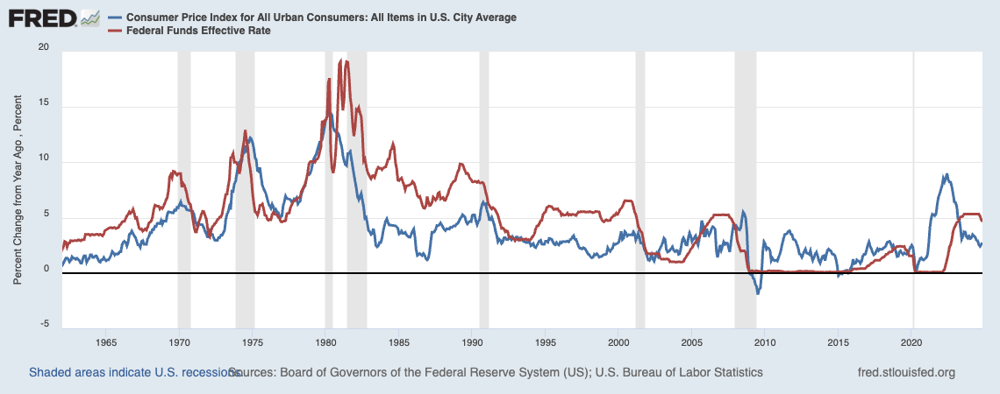 FRED
Consumer Price Index for All Urban Consumers: All Items in U.S. City Average
Federal Funds Effective Rate
Percent Change from Year Ago , Percent
20
15
10
5
0
-5
1965 1970 1975 1980 1985 1990 1995 2000 2005 2010 2015 2020
Shaded areas indicate U.S. recessions. Sources: Board of Governors of the Federal Reserve System (US); U.S. Bureau of Labor Statistics fred.stlouisfed.org